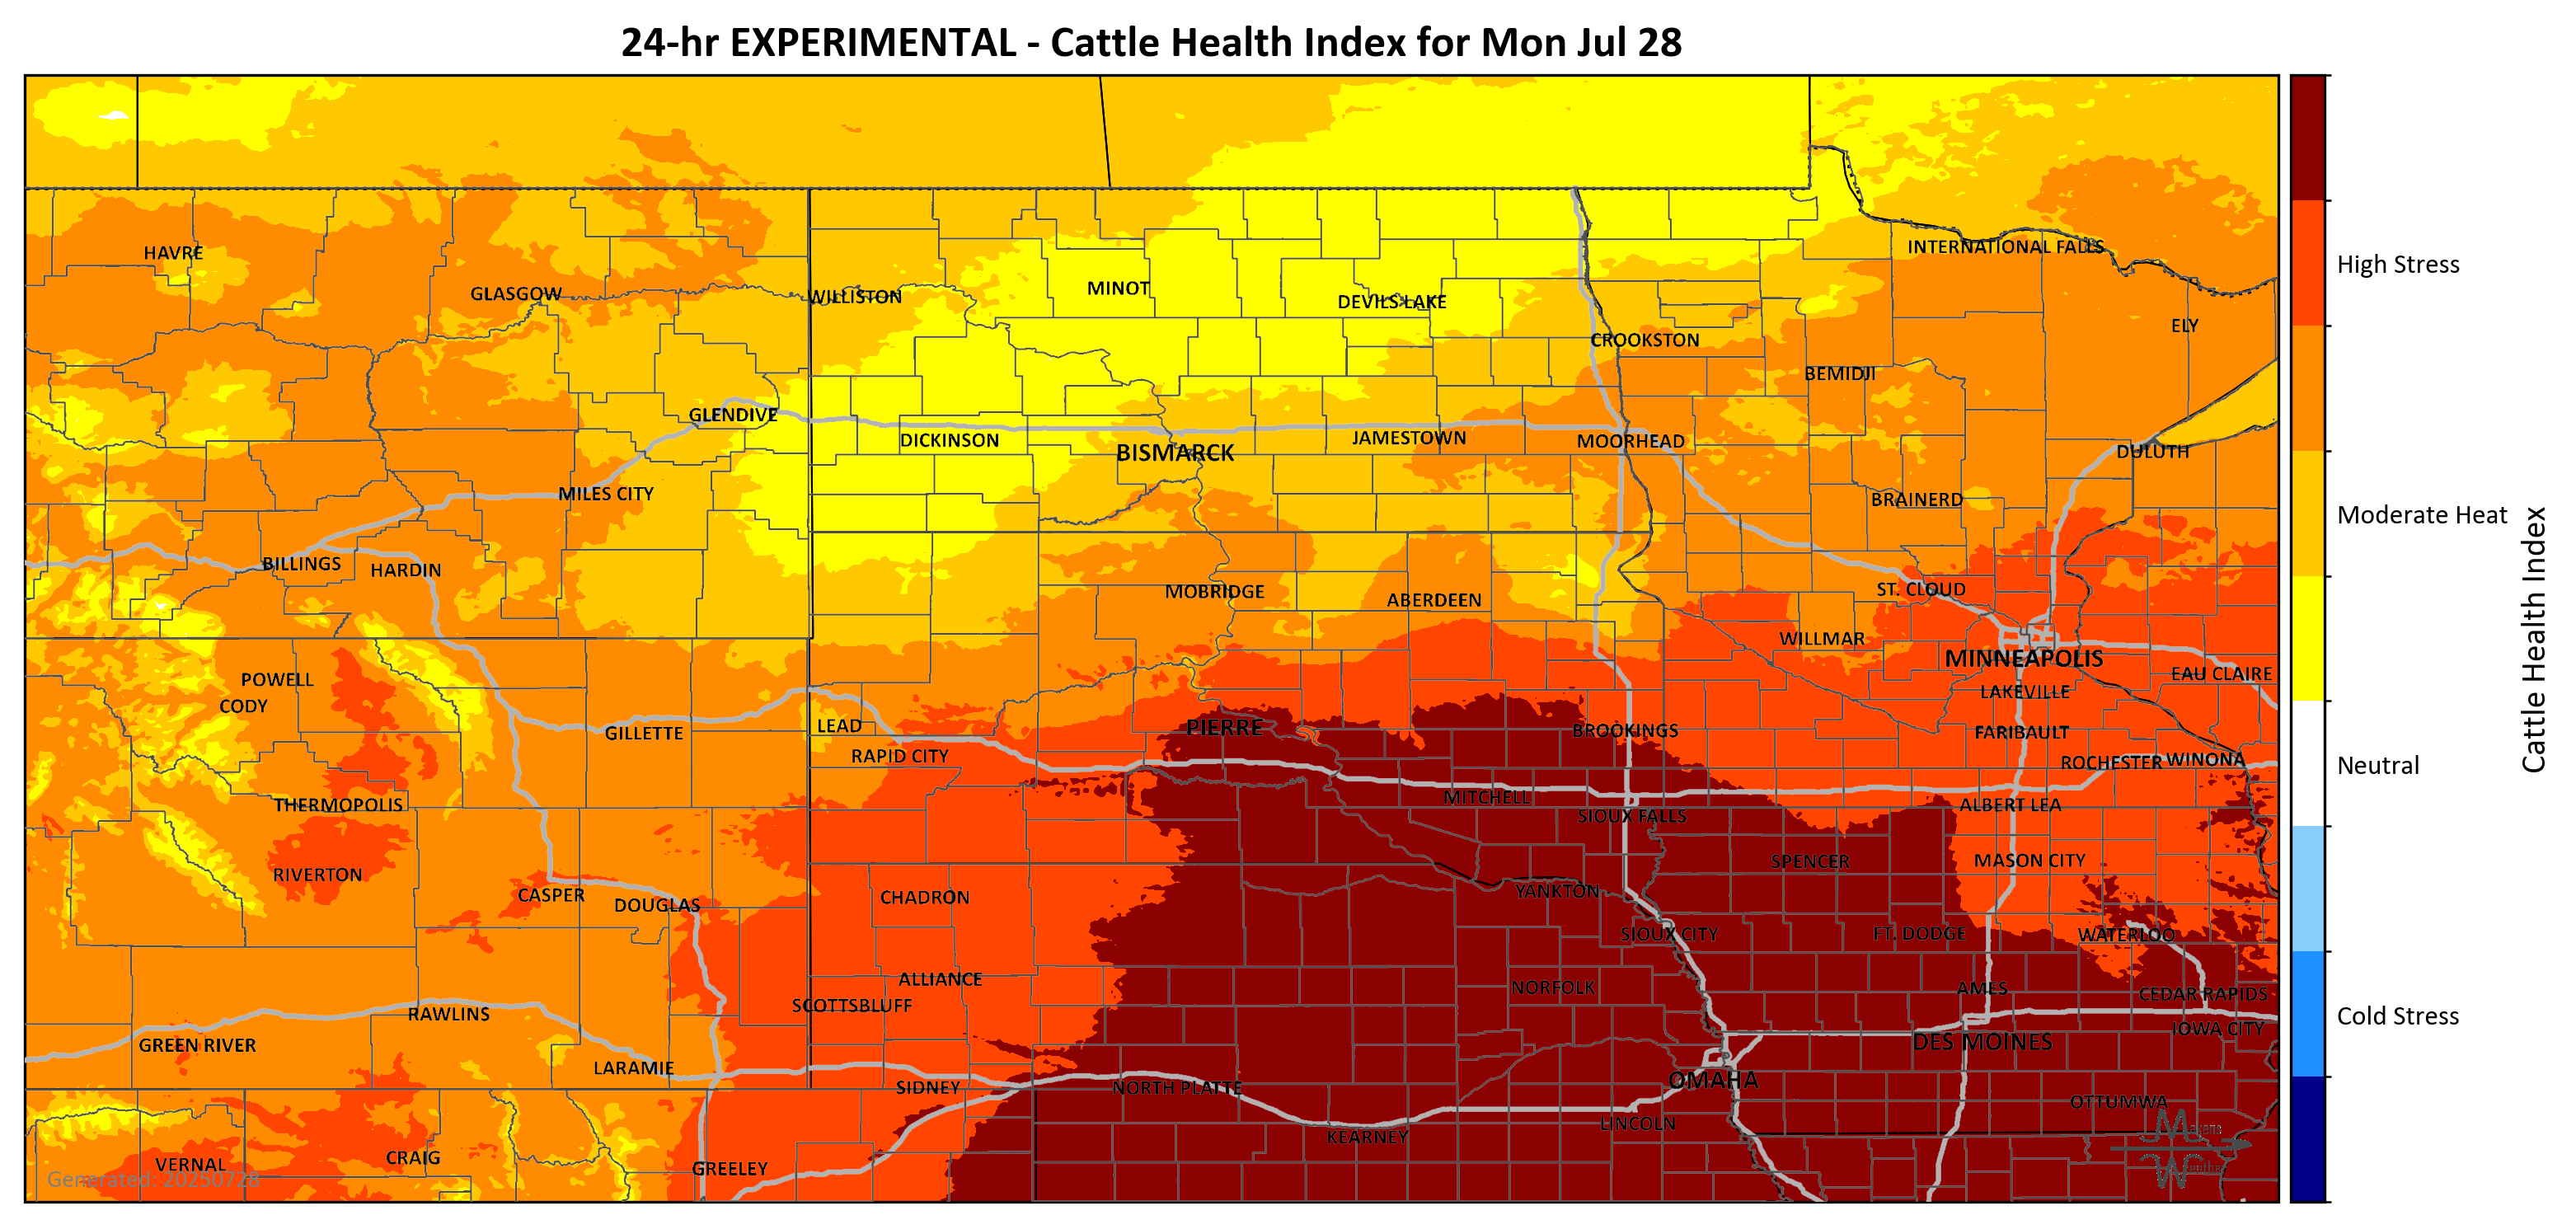 24-hr EXPERIMENTAL - Cattle Health Index for Mon Jul 28
HAVRE
GLASGOW
WILLISTON
MINOT
DEVILS LAKE
INTERNATIONAL FALLS
CROOKSTON
ELY
BEMIDJI
GLENDIVE
DICKINSON
BISMARCK
JAMESTOWN
MOORHEAD
DULUTH
MILES CITY
BRAINERD
BILLINGS
HARDIN
MOBRIDGE
ABERDEEN
ST. CLOUD
WILLMAR
MINNEAPOLIS
EAU CLAIRE
POWELL
CODY
LAKEVILLE
GILLETTE
LEAD
PIERRE
BROOKINGS
FARIBAULT
RAPID CITY
ROCHESTER
WINONA
THERMOPOLIS
MITCHELL
SIOUX FALLS
ALBERT LEA
RIVERTON
SPENCER
MASON CITY
CASPER
DOUGLAS
CHADRON
YANKTON
SIOUX CITY
FT. DODGE
WATERLOO
ALLIANCE
NORFOLK
AMES
CEDAR RAPIDS
SCOTTSBLUFF
RAWLINS
IOWA CITY
GREEN RIVER
DES MOINES
LARAMIE
SIDNEY
NORTH PLATTE
OMAHA
OTTUMWA
LINCOLN
KEARNEY
VERNAL
CRAIG
GREELEY
Generated: 20250728
High Stress
Moderate Heat
Neutral
Cold Stress
Cattle Health Index